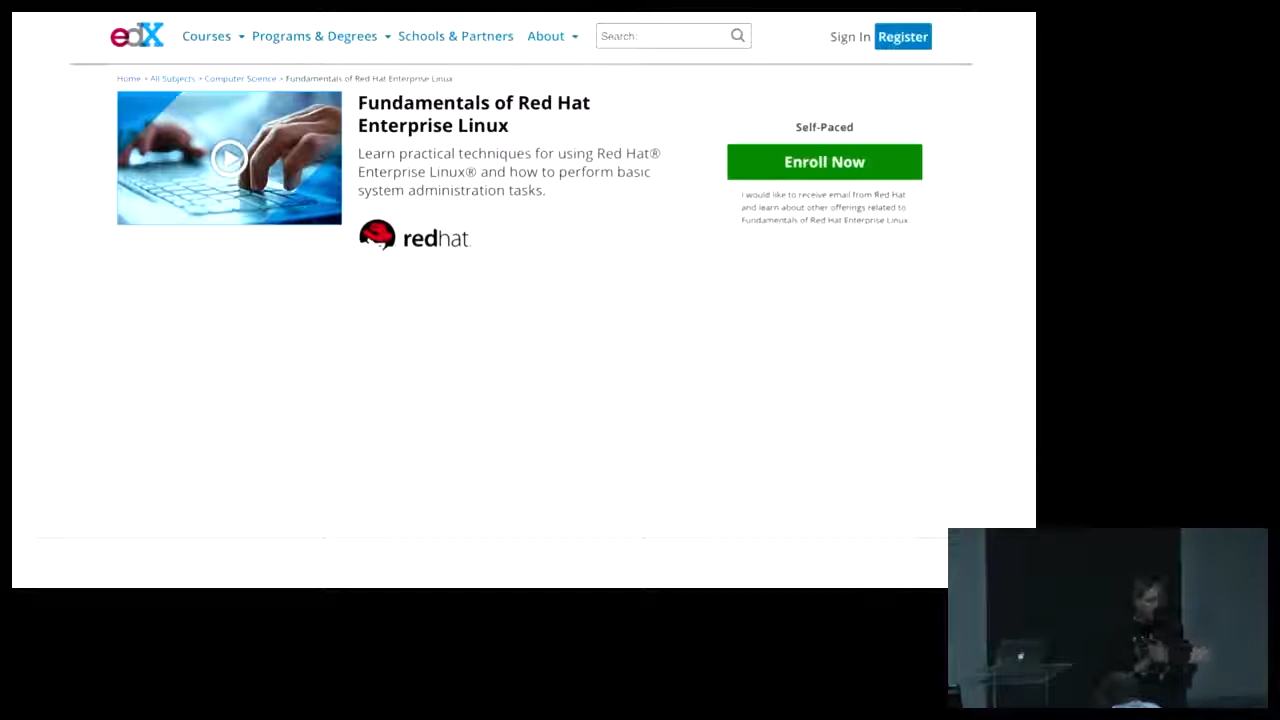 edX Courses Programs & Degrees Schools & Partners About Search: Sign In Register
Home All Subjects Computer Science Fundamentals of Red Hat Enterprise Linux
Fundamentals of Red Hat
Enterprise Linux
Learn practical techniques for using Red Hat®
Enterprise Linux® and how to perform basic
system administration tasks.
redhat.
Self-Paced
Enroll Now
I would like to receive email from Red Hat
and learn about other offerings related to
Fundamentals of Red Hat Enterprise Linux